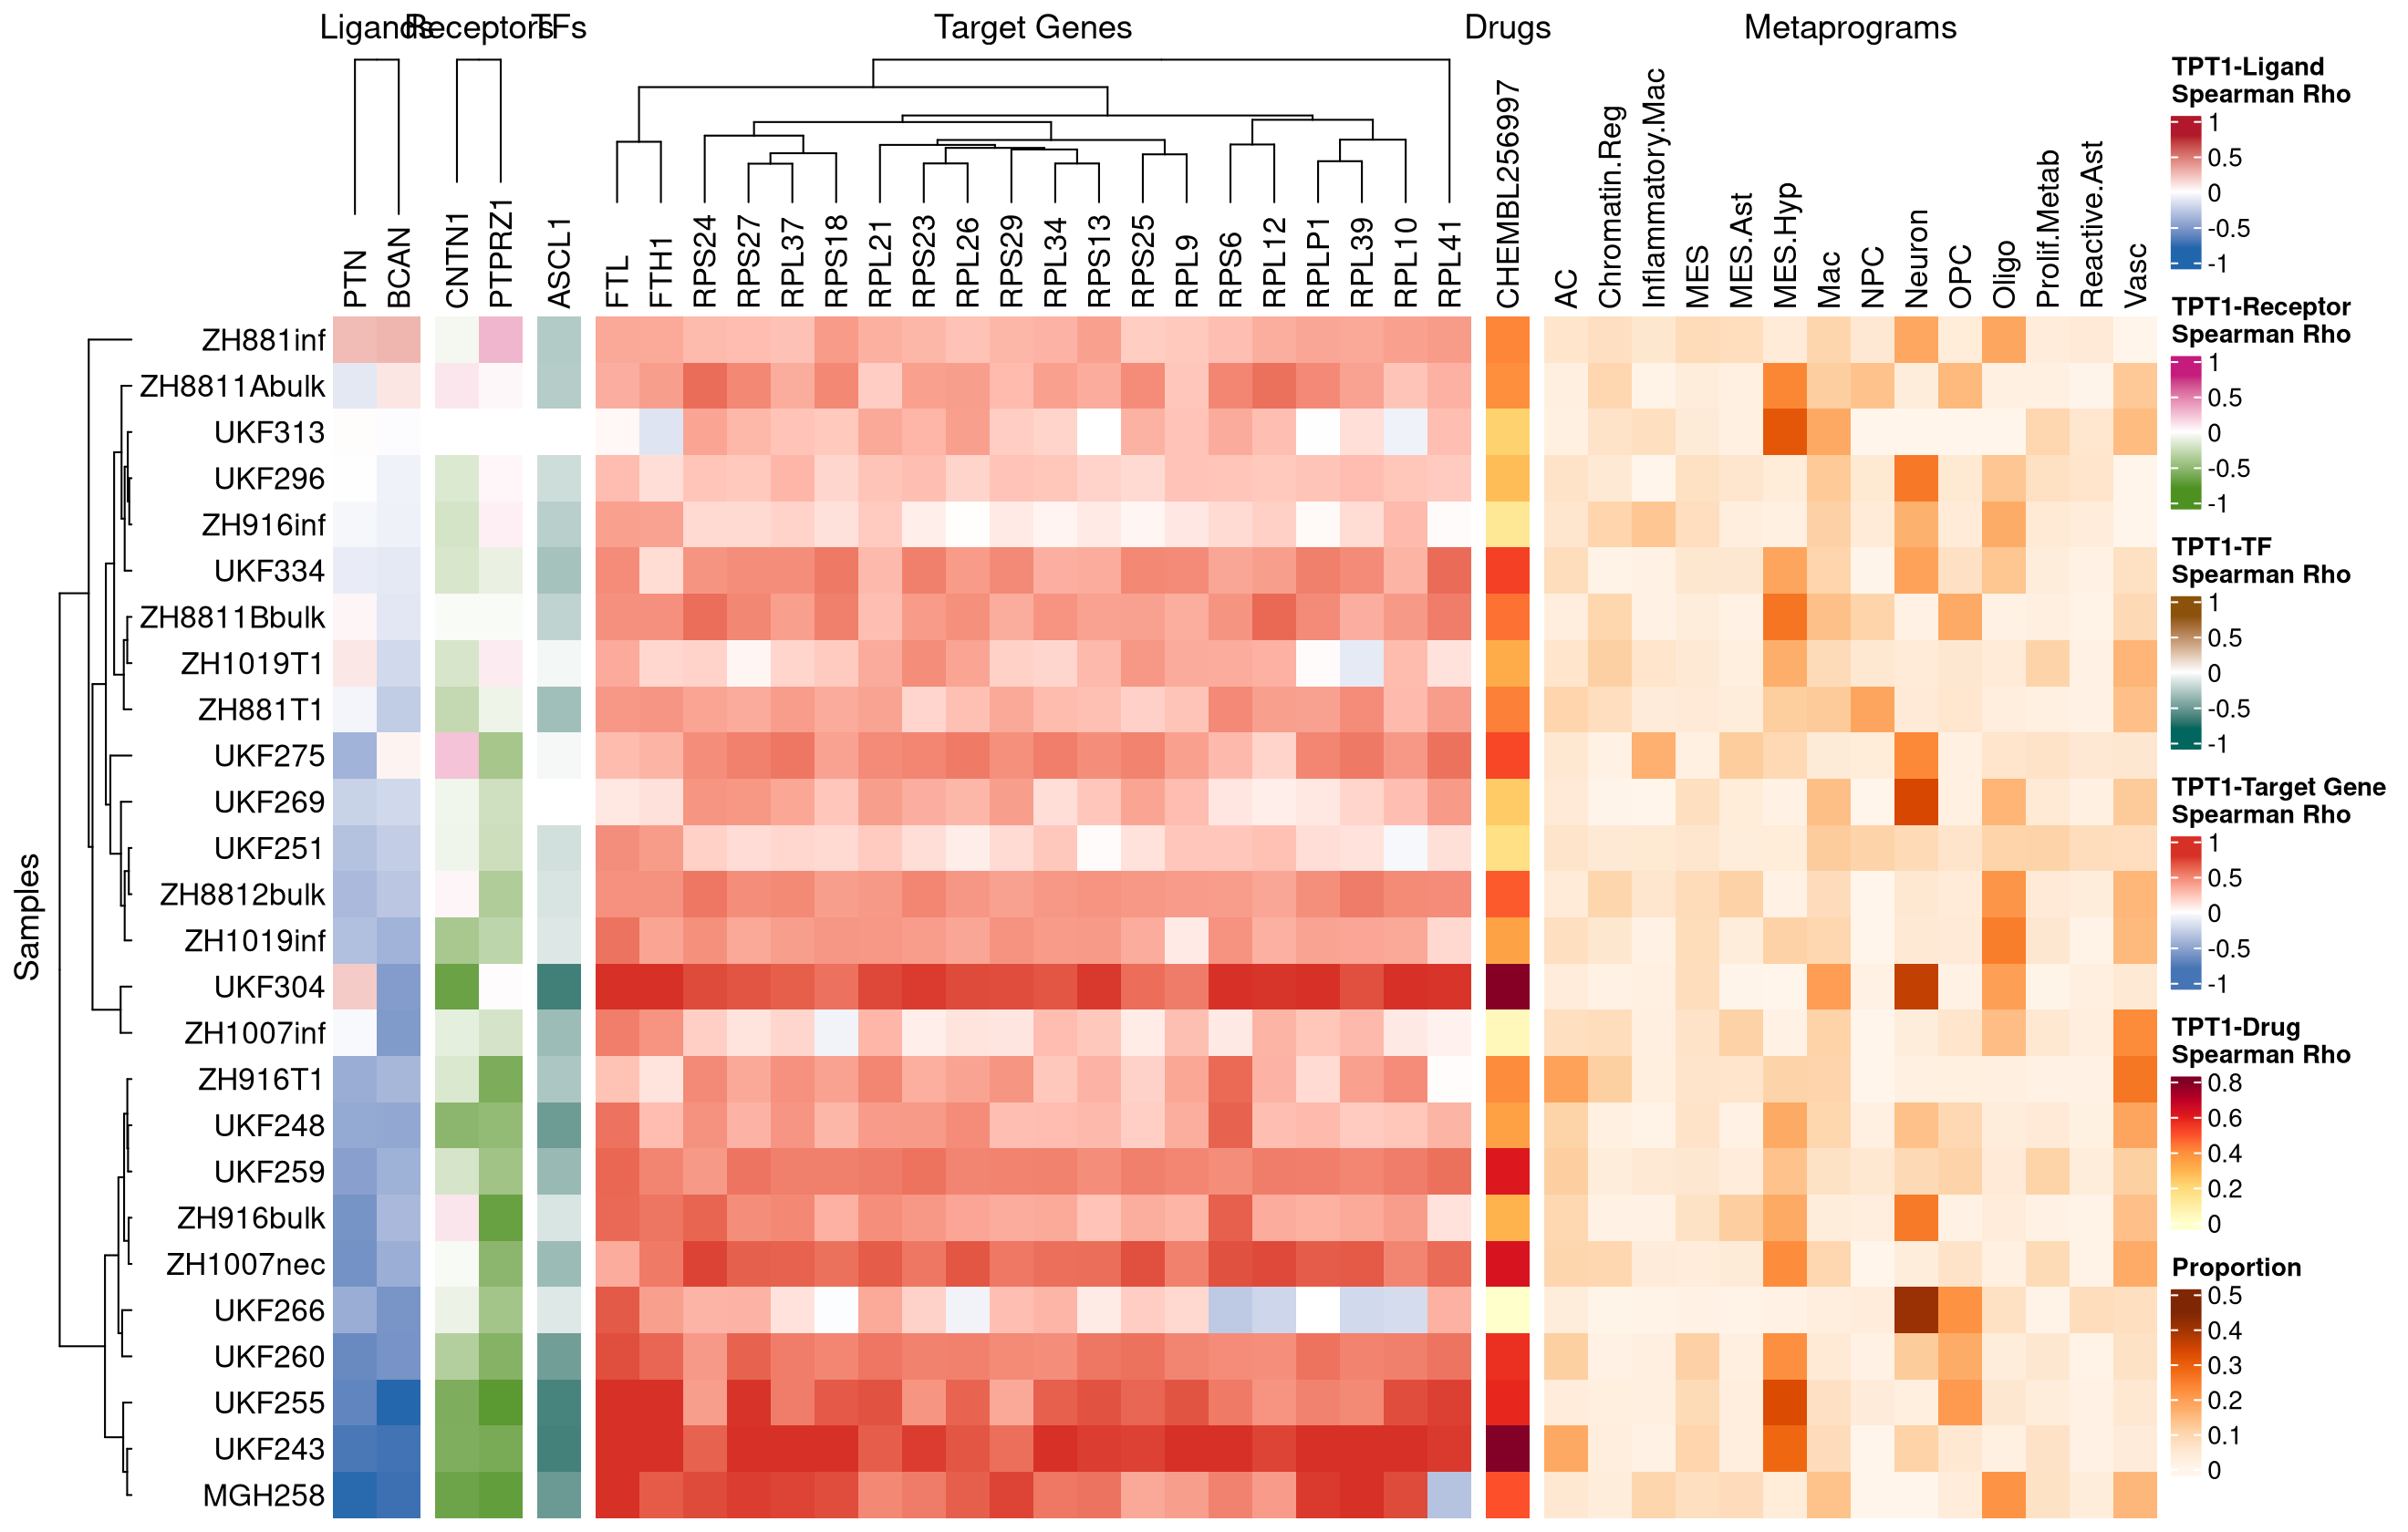 Ligands Receptors TFs Target Genes Drugs Metaprograms
PTN
BCAN
CNTN1
PTPRZ1
ASCL1
FTL
FTH1
RPS24
RPS27
RPL37
RPS18
RPL21
RPS23
RPL26
RPS29
RPL34
RPS13
RPS25
RPL9
RPS6
RPL12
RPLP1
RPL39
RPL10
RPL41
CHEMBL256997
AC
Chromatin.Reg
Inflammatory.Mac
MES
MES.Ast
MES.Hyp
Mac
NPC
Neuron
OPC
Oligo
Prolif.Metab
Reactive.Ast
Vasc
Samples
ZH881inf
ZH8811Abulk
UKF313
UKF296
ZH916inf
UKF334
ZH8811Bbulk
ZH1019T1
ZH881T1
UKF275
UKF269
UKF251
ZH8812bulk
ZH1019inf
UKF304
ZH1007inf
ZH916T1
UKF248
UKF259
ZH916bulk
ZH1007nec
UKF266
UKF260
UKF255
UKF243
MGH258
TPT1-Ligand
Spearman Rho
1
0.5
0
-0.5
-1
TPT1-Receptor
Spearman Rho
1
0.5
0
-0.5
-1
TPT1-TF
Spearman Rho
1
0.5
0
-0.5
-1
TPT1-Target Gene
Spearman Rho
1
0.5
0
-0.5
-1
TPT1-Drug
Spearman Rho
0.8
0.6
0.4
0.2
0
Proportion
0.5
0.4
0.3
0.2
0.1
0